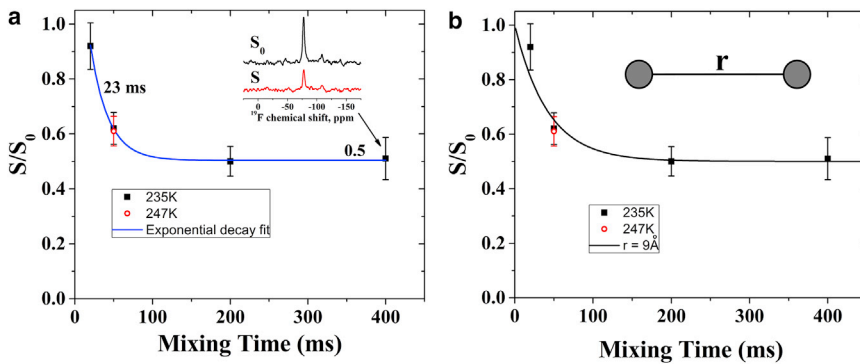 a
S/S0
1.0
0.8
0.6
0.4
0.2
0.0
23 ms
S0
S
0 -50 -100 -150
19F chemical shift, ppm
0.5
235K
247K
Exponential decay fit
0 100 200 300 400
Mixing Time (ms)
b
S/S0
1.0
0.8
0.6
0.4
0.2
0.0
r
235K
247K
r = 9Å
0 100 200 300 400
Mixing Time (ms)